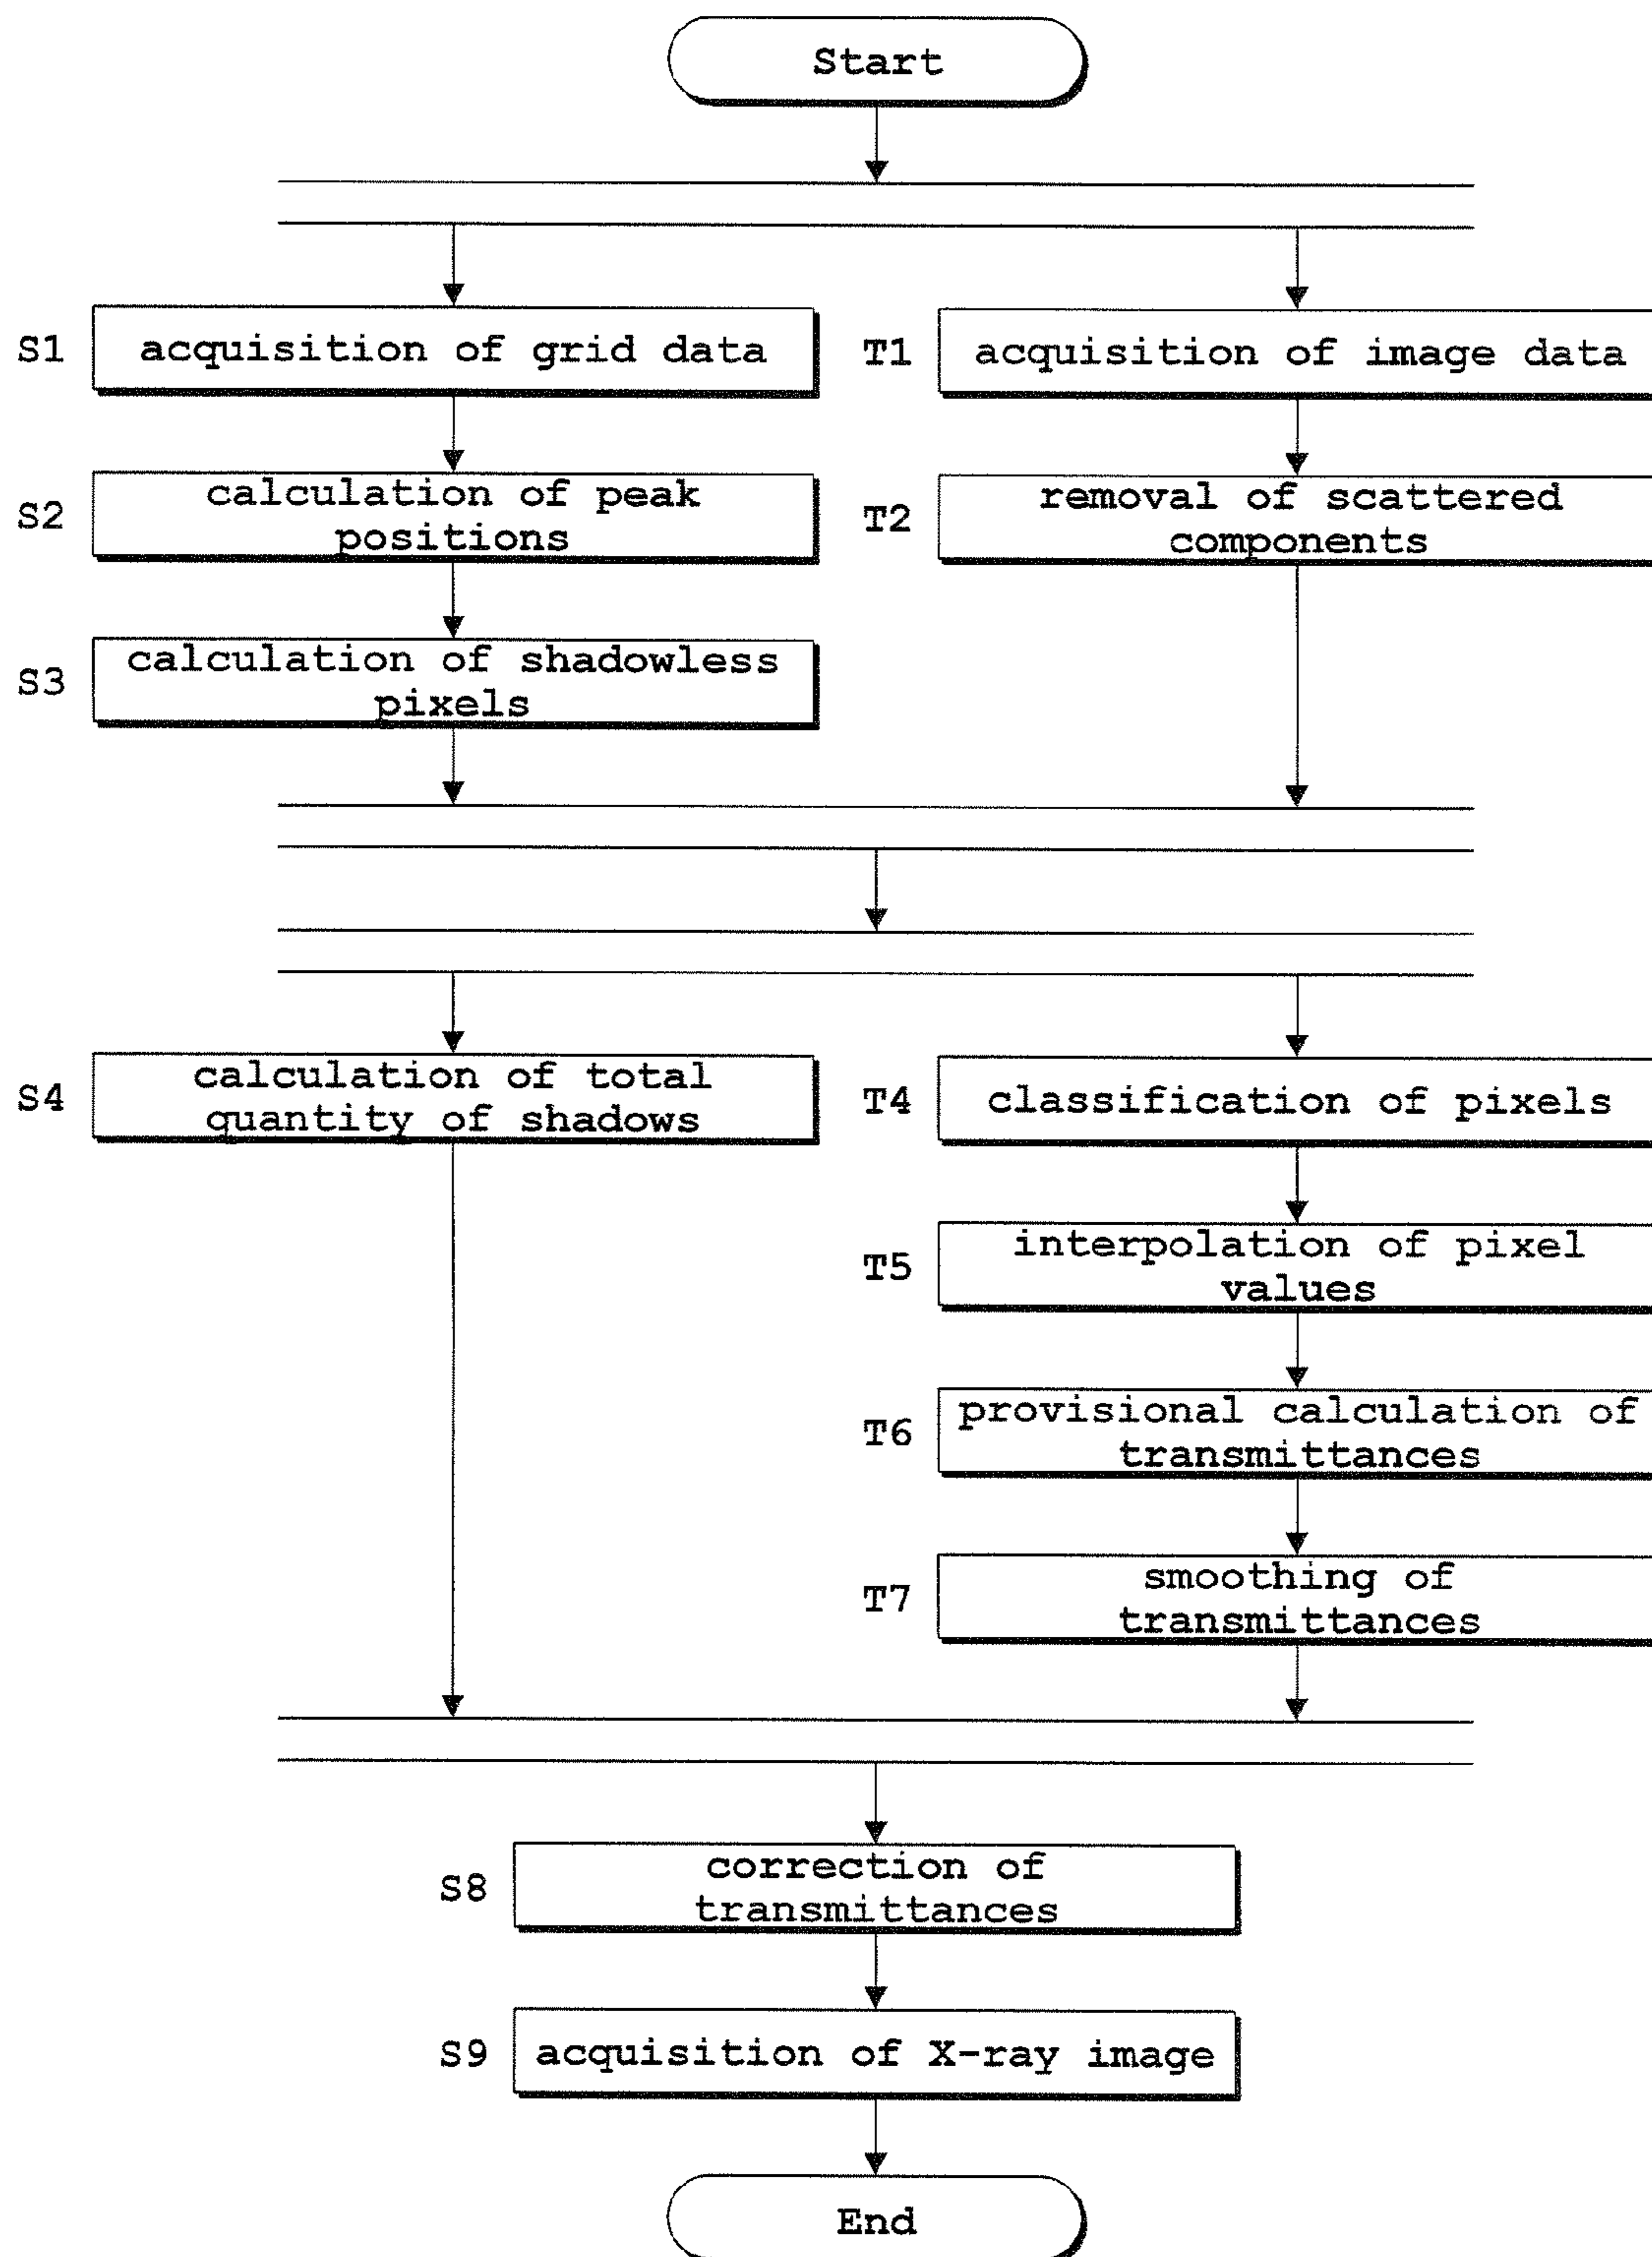 Start
S1
acquisition of grid data
T1
acquisition of image data
S2
calculation of peak
positions
T2
removal of scattered
components
S3
calculation of shadowless
pixels
S4
calculation of total
quantity of shadows
T4
classification of pixels
T5
interpolation of pixel
values
T6
provisional calculation of
transmittances
T7
smoothing of
transmittances
S8
correction of
transmittances
S9
acquisition of X-ray image
End